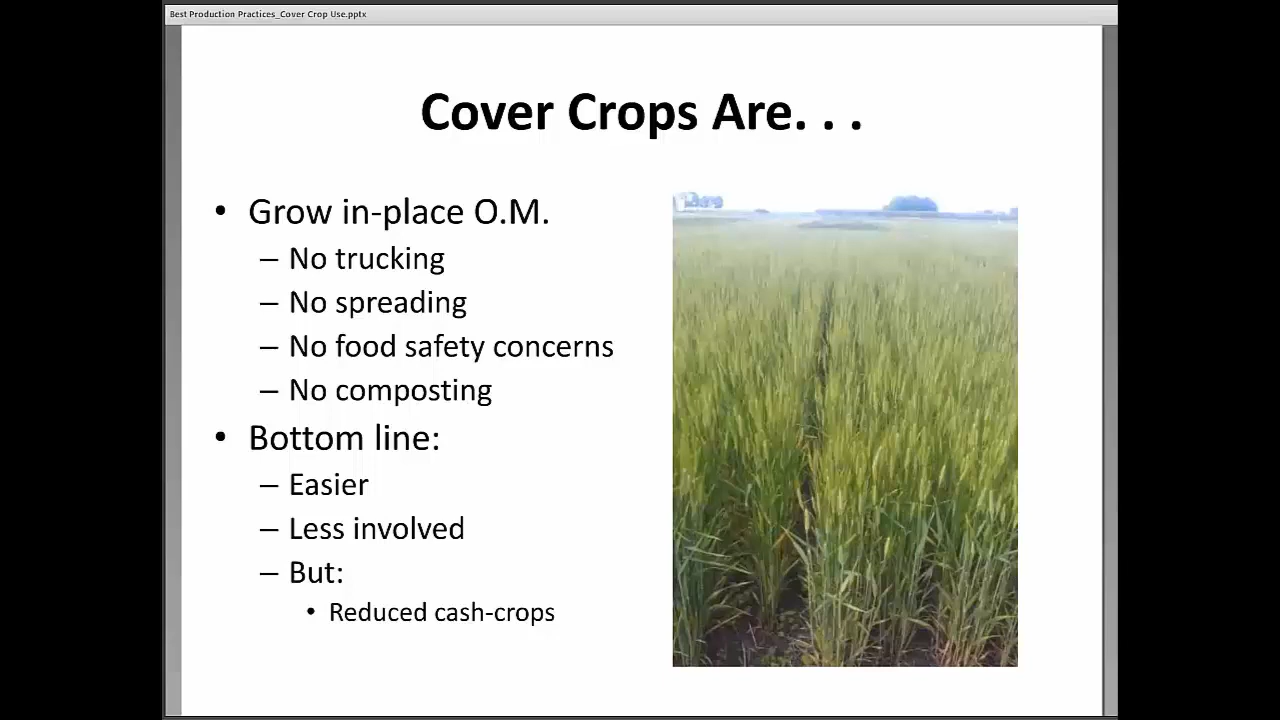 Best Production Practices_Cover Crop Use.pptx
Cover Crops Are. . .
• Grow in-place O.M.
– No trucking
– No spreading
– No food safety concerns
– No composting
• Bottom line:
– Easier
– Less involved
– But:
• Reduced cash-crops